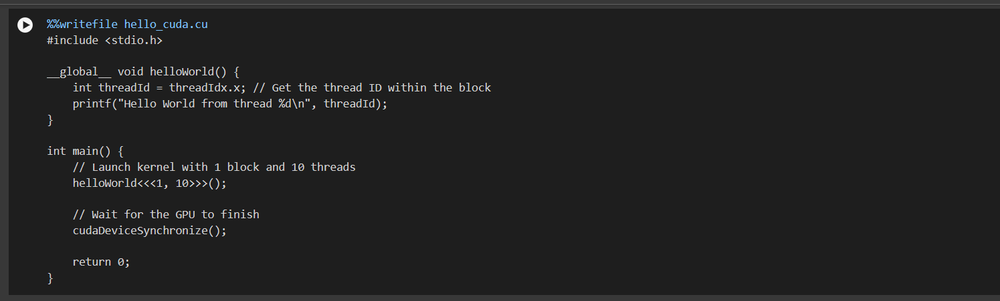 %%writefile hello_cuda.cu
#include <stdio.h>
__global__ void helloWorld() {
int threadId = threadIdx.x; // Get the thread ID within the block
printf("Hello World from thread %d\n", threadId);
}
int main() {
// Launch kernel with 1 block and 10 threads
helloWorld<<<1, 10>>>();
// Wait for the GPU to finish
cudaDeviceSynchronize();
return 0;
}